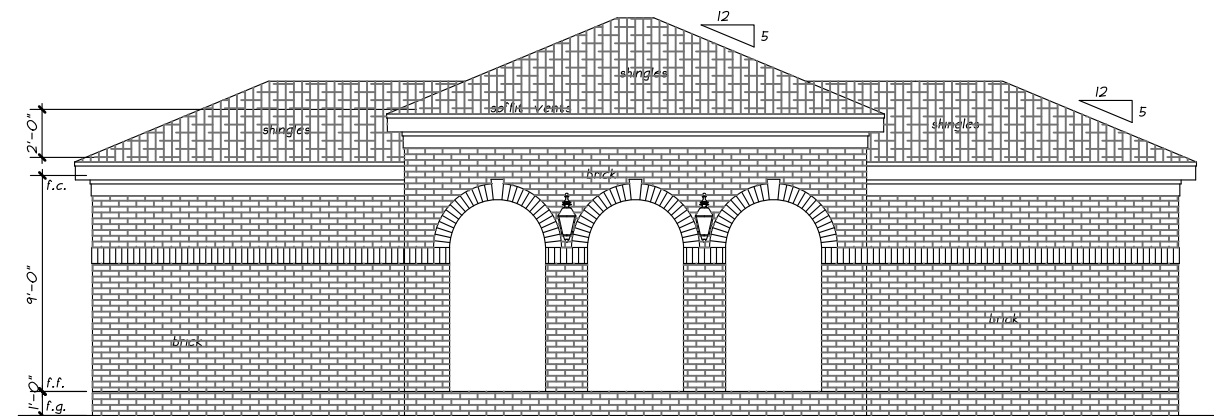 12
5
shingles
12
5
soffit vents
shingles
shingles
2'-0"
brick
f.c.
9'-0"
brick
brick
f.f.
1'-0"
f.g.